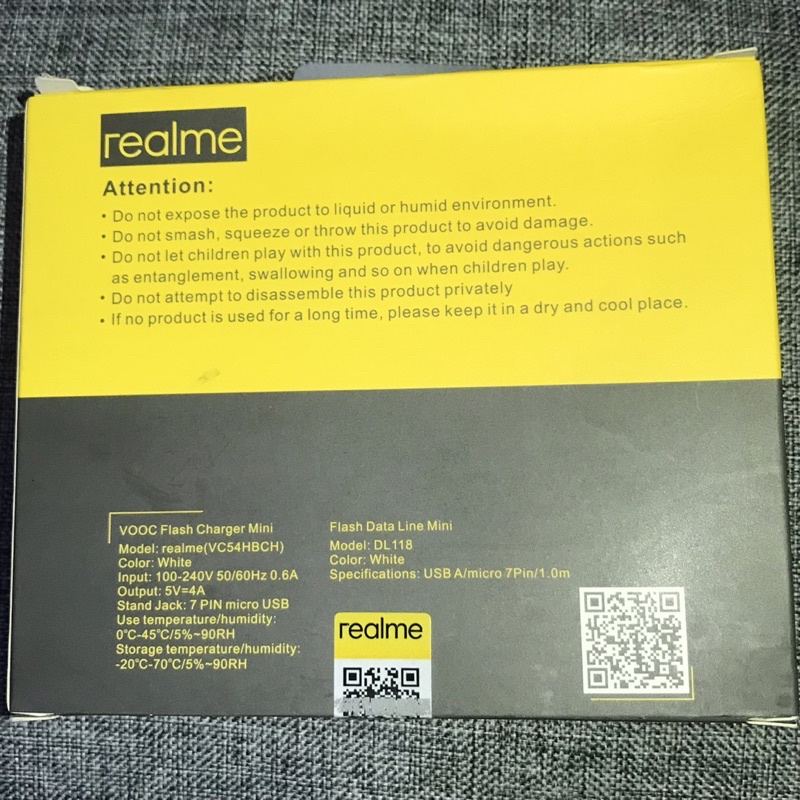 realme
Attention:
• Do not expose the product to liquid or humid environment.
• Do not smash, squeeze or throw this product to avoid damage.
• Do not let children play with this product, to avoid dangerous actions such
as entanglement, swallowing and so on when children play.
• Do not attempt to disassemble this product privately
• If no product is used for a long time, please keep it in a dry and cool place.
VOOC Flash Charger Mini
Model: realme(VC54HBCH)
Color: White
Input: 100-240V 50/60Hz 0.6A
Output: 5V=4A
Stand Jack: 7 PIN micro USB
Use temperature/humidity:
0°C-45°C/5%~90RH
Storage temperature/humidity:
-20°C-70°C/5%~90RH
Flash Data Line Mini
Model: DL118
Color: White
Specifications: USB A/micro 7Pin/1.0m
realme